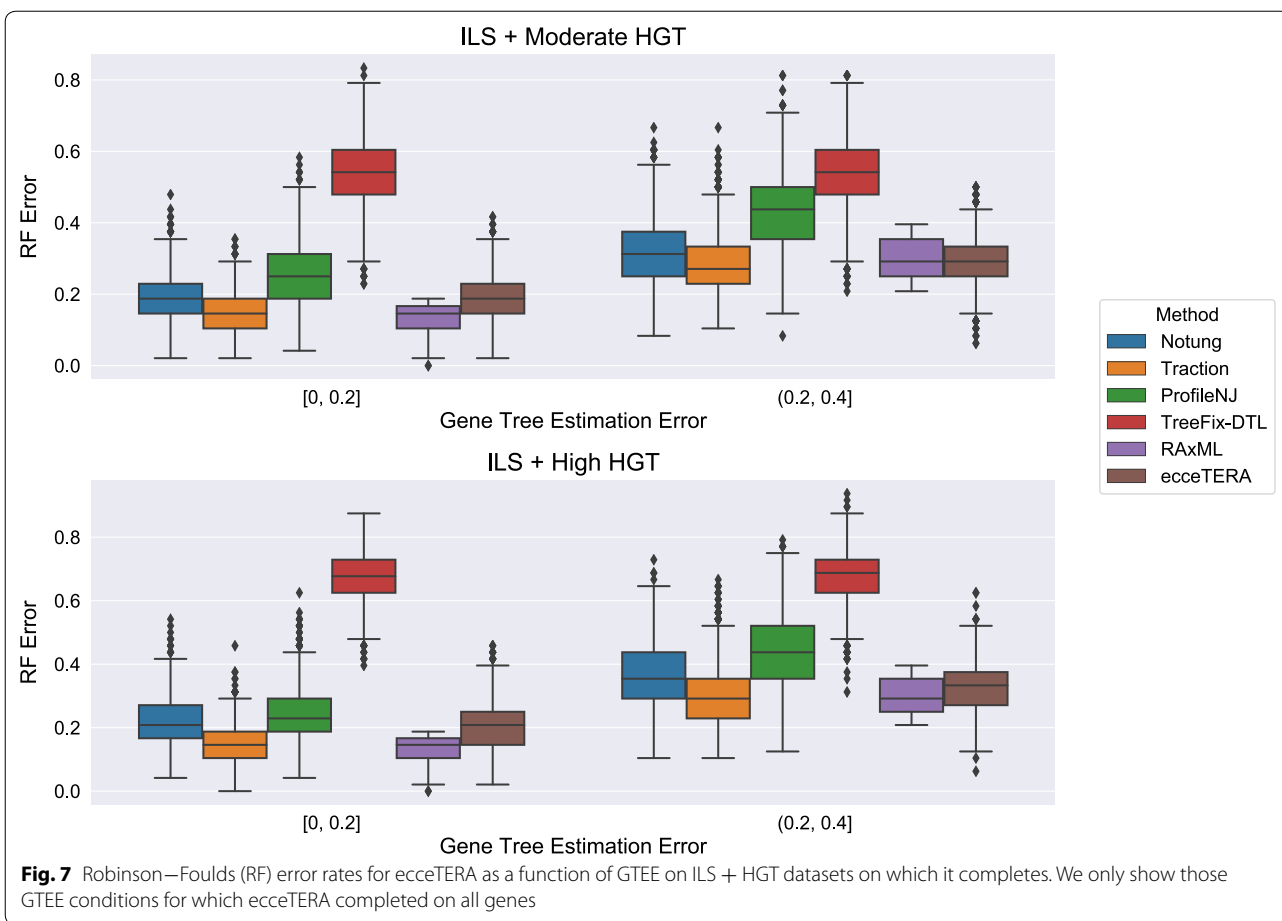 ILS + Moderate HGT
RF Error
0.8
0.6
0.4
0.2
0.0
[0, 0.2]
(0.2, 0.4]
Gene Tree Estimation Error
Method
Notung
Traction
ProfileNJ
TreeFix-DTL
RAxML
ecceTERA
ILS + High HGT
RF Error
0.8
0.6
0.4
0.2
0.0
[0, 0.2]
(0.2, 0.4]
Gene Tree Estimation Error
Fig. 7 Robinson–Foulds (RF) error rates for ecceTERA as a function of GTEE on ILS + HGT datasets on which it completes. We only show those
GTEE conditions for which ecceTERA completed on all genes